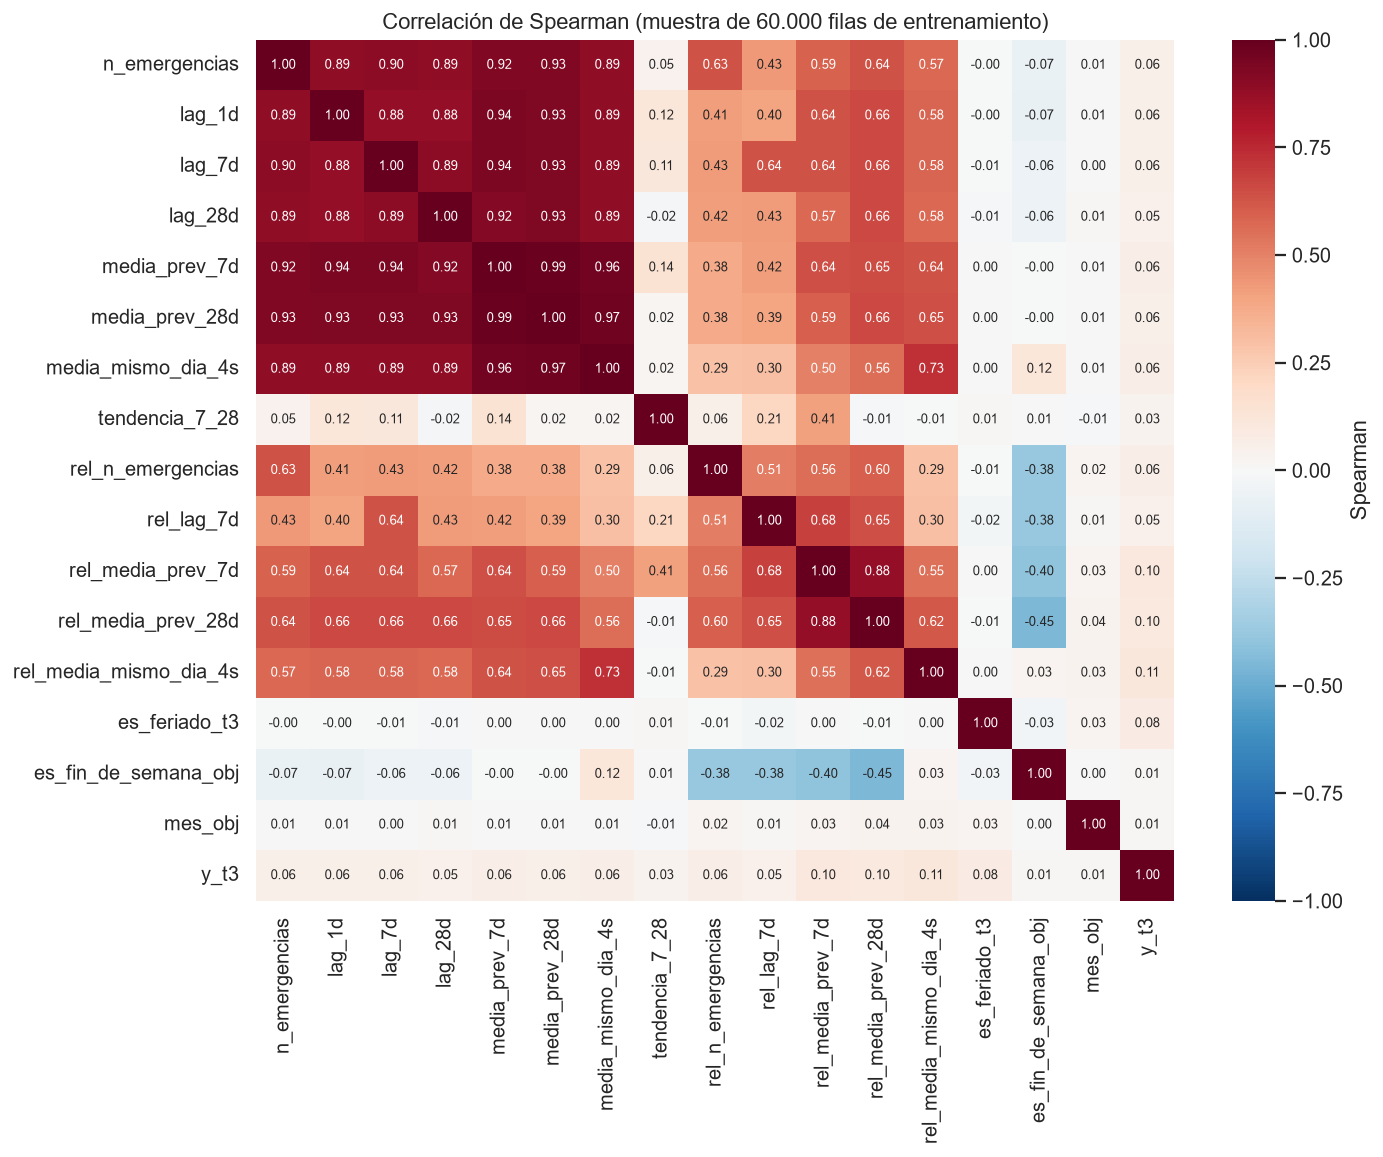 Correlación de Spearman (muestra de 60.000 filas de entrenamiento)
n_emergencias 1.00 0.89 0.90 0.89 0.92 0.93 0.89 0.05 0.63 0.43 0.59 0.64 0.57 -0.00 -0.07 0.01 0.06
lag_1d 0.89 1.00 0.88 0.88 0.94 0.93 0.89 0.12 0.41 0.40 0.64 0.66 0.58 -0.00 -0.07 0.01 0.06
lag_7d 0.90 0.88 1.00 0.89 0.94 0.93 0.89 0.11 0.43 0.64 0.64 0.66 0.58 -0.01 -0.06 0.00 0.06
lag_28d 0.89 0.88 0.89 1.00 0.92 0.93 0.89 -0.02 0.42 0.43 0.57 0.66 0.58 -0.01 -0.06 0.01 0.05
media_prev_7d 0.92 0.94 0.94 0.92 1.00 0.99 0.96 0.14 0.38 0.42 0.64 0.65 0.64 0.00 -0.00 0.01 0.06
media_prev_28d 0.93 0.93 0.93 0.93 0.99 1.00 0.97 0.02 0.38 0.39 0.59 0.66 0.65 0.00 -0.00 0.01 0.06
media_mismo_dia_4s 0.89 0.89 0.89 0.89 0.96 0.97 1.00 0.02 0.29 0.30 0.50 0.56 0.73 0.00 0.12 0.01 0.06
tendencia_7_28 0.05 0.12 0.11 -0.02 0.14 0.02 0.02 1.00 0.06 0.21 0.41 -0.01 -0.01 0.01 0.01 -0.01 0.03
rel_n_emergencias 0.63 0.41 0.43 0.42 0.38 0.38 0.29 0.06 1.00 0.51 0.56 0.60 0.29 -0.01 -0.38 0.02 0.06
rel_lag_7d 0.43 0.40 0.64 0.43 0.42 0.39 0.30 0.21 0.51 1.00 0.68 0.65 0.30 -0.02 -0.38 0.01 0.05
rel_media_prev_7d 0.59 0.64 0.64 0.57 0.64 0.59 0.50 0.41 0.56 0.68 1.00 0.88 0.55 0.00 -0.40 0.03 0.10
rel_media_prev_28d 0.64 0.66 0.66 0.66 0.65 0.66 0.56 -0.01 0.60 0.65 0.88 1.00 0.62 -0.01 -0.45 0.04 0.10
rel_media_mismo_dia_4s 0.57 0.58 0.58 0.58 0.64 0.65 0.73 -0.01 0.29 0.30 0.55 0.62 1.00 0.00 0.03 0.03 0.11
es_feriado_t3 -0.00 -0.00 -0.01 -0.01 0.00 0.00 0.00 0.01 -0.01 -0.02 0.00 -0.01 0.00 1.00 -0.03 0.03 0.08
es_fin_de_semana_obj -0.07 -0.07 -0.06 -0.06 -0.00 -0.00 0.12 0.01 -0.38 -0.38 -0.40 -0.45 0.03 -0.03 1.00 0.00 0.01
mes_obj 0.01 0.01 0.00 0.01 0.01 0.01 0.01 -0.01 0.02 0.01 0.03 0.04 0.03 0.03 0.00 1.00 0.01
y_t3 0.06 0.06 0.06 0.05 0.06 0.06 0.06 0.03 0.06 0.05 0.10 0.10 0.11 0.08 0.01 0.01 1.00
n_emergencias
lag_1d
lag_7d
lag_28d
media_prev_7d
media_prev_28d
media_mismo_dia_4s
tendencia_7_28
rel_n_emergencias
rel_lag_7d
rel_media_prev_7d
rel_media_prev_28d
rel_media_mismo_dia_4s
es_feriado_t3
es_fin_de_semana_obj
mes_obj
y_t3
1.00
0.75
0.50
0.25
0.00
−0.25
−0.50
−0.75
−1.00
Spearman